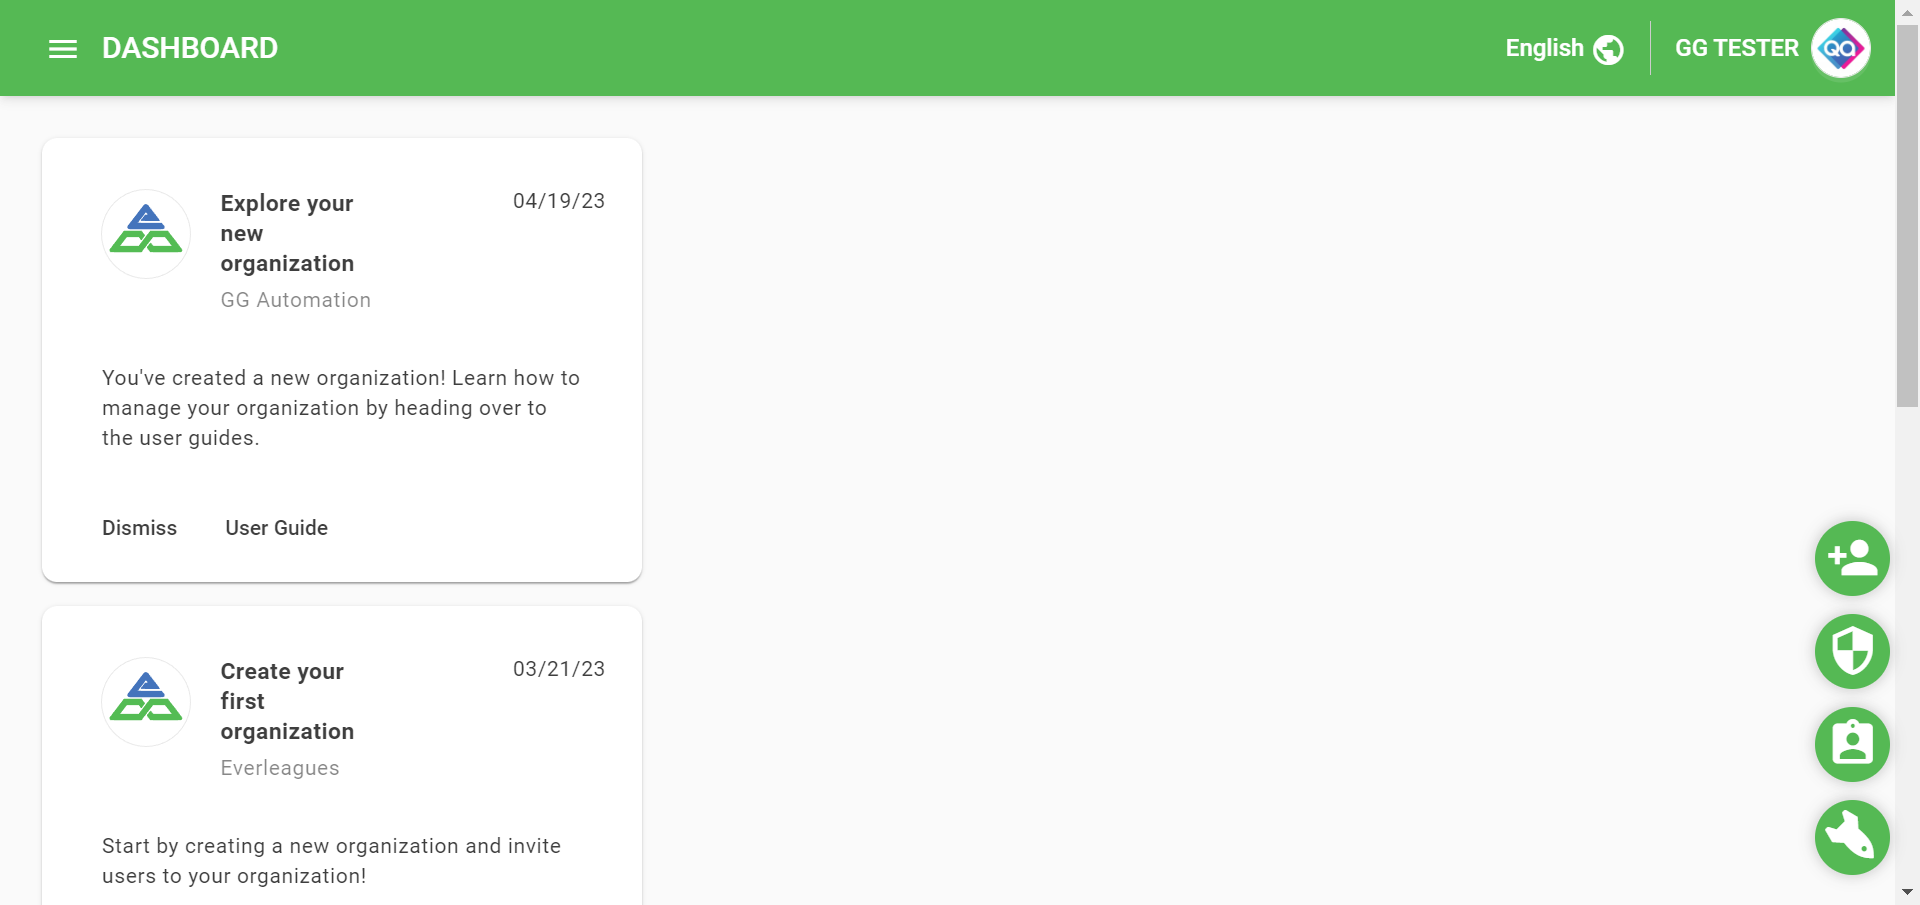 DASHBOARD
English
GG TESTER
QA
Explore your
new
organization
04/19/23
GG Automation
You've created a new organization! Learn how to
manage your organization by heading over to
the user guides.
Dismiss
User Guide
Create your
first
organization
03/21/23
Everleagues
Start by creating a new organization and invite
users to your organization!